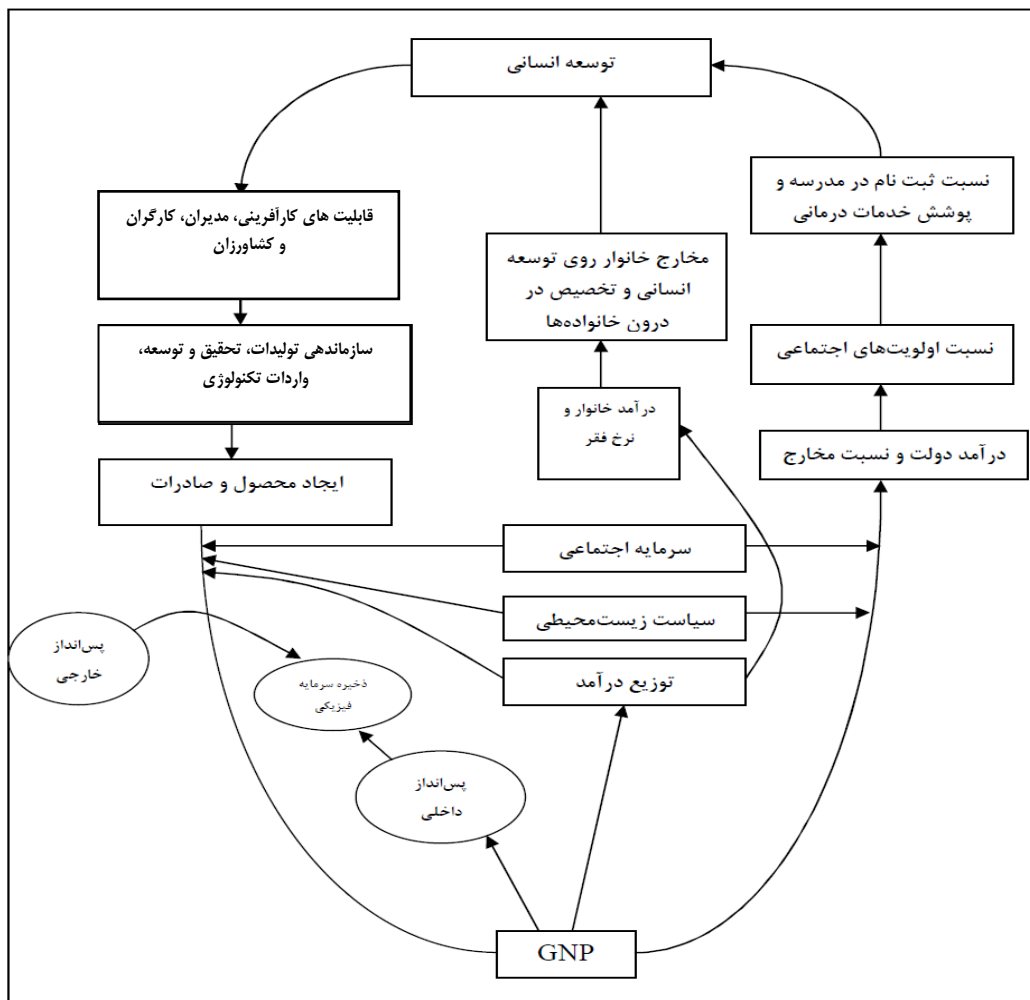 توسعه انسانی
نسبت ثبت نام در مدرسه و
پوشش خدمات درمانی
قابلیت های کارآفرینی، مدیران، کارگران
و کشاورزان
مخارج خانوار روی توسعه
انسانی و تخصیص در
درون خانواده‌ها
سازماندهی تولیدات، تحقیق و توسعه،
واردات تکنولوژی
نسبت اولویت‌های اجتماعی
درآمد خانوار و
نرخ فقر
درآمد دولت و نسبت مخارج
ایجاد محصول و صادرات
سرمایه اجتماعی
سیاست زیست‌محیطی
توزیع درآمد
پس‌انداز
خارجی
ذخیره سرمایه
فیزیکی
پس‌انداز
داخلی
GNP